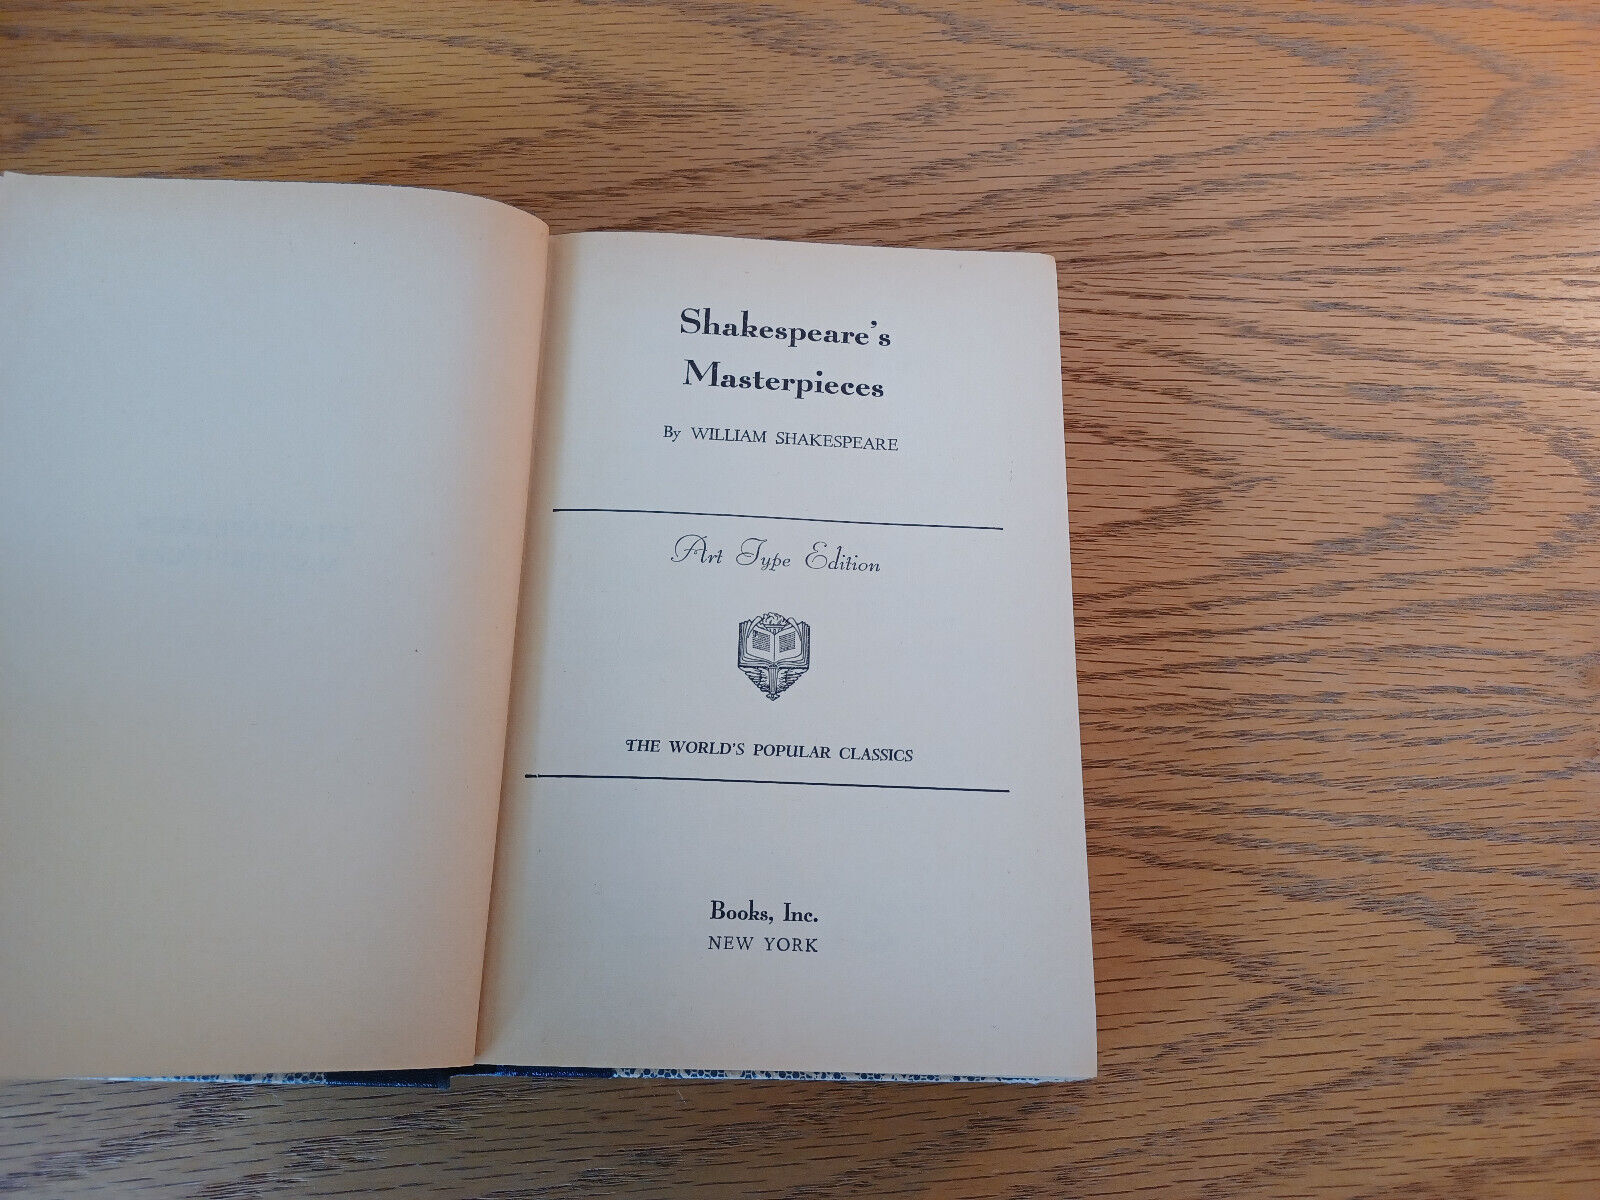 Shakespeare's
Masterpieces
By WILLIAM SHAKESPEARE
Art Type Edition
THE WORLD'S POPULAR CLASSICS
Books, Inc.
NEW YORK